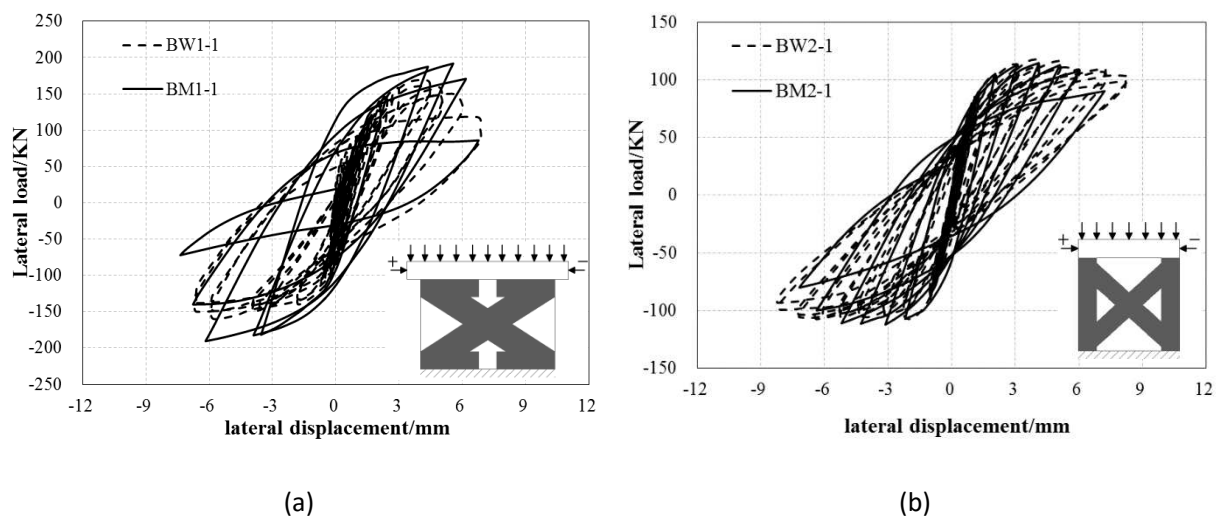 250
200
150
100
50
0
-50
-100
-150
-200
-250
-12 -9 -6 -3 0 3 6 9 12
Lateral load/KN
lateral displacement/mm
BW1-1
BM1-1
+ −
(a)
150
100
50
0
-50
-100
-150
-12 -9 -6 -3 0 3 6 9 12
Lateral load/KN
lateral displacement/mm
BW2-1
BM2-1
+ −
(b)